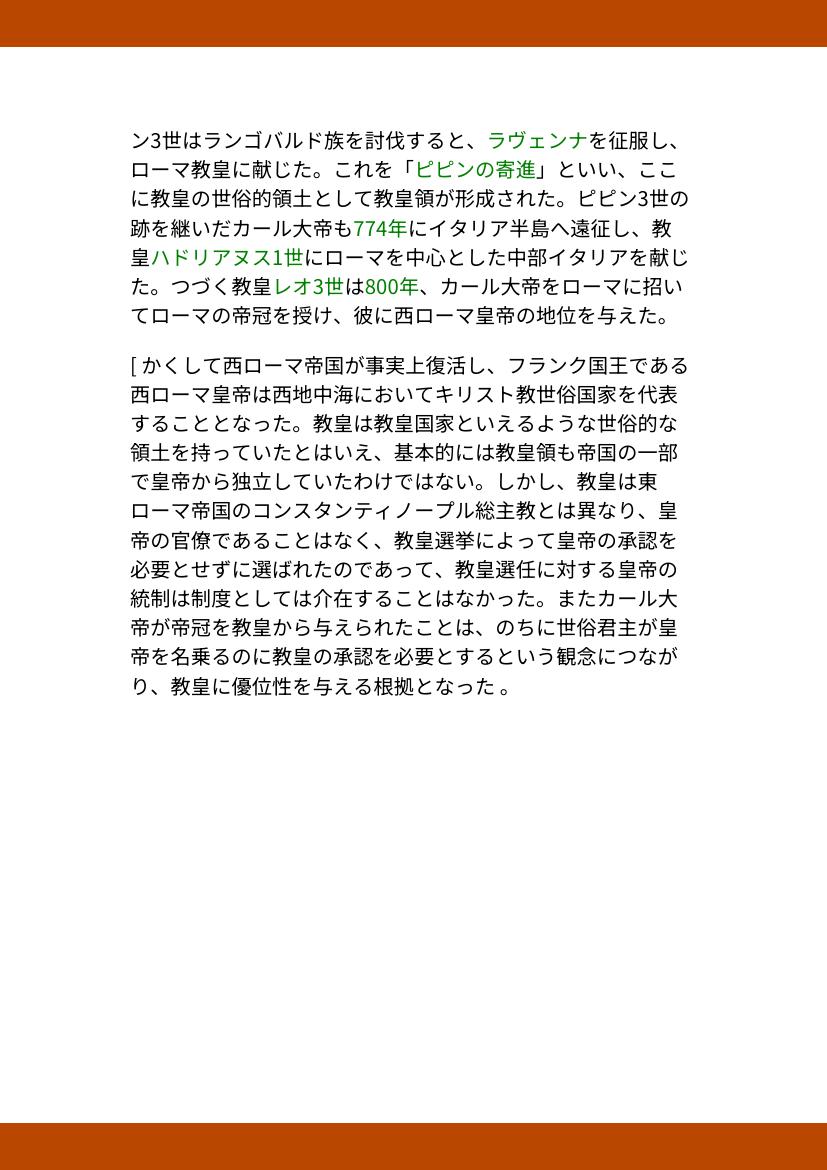 ン3世はランゴバルド族を討伐すると、ラヴェンナを征服し、
ローマ教皇に献じた。これを「ピピンの寄進」といい、ここ
に教皇の世俗的領土として教皇領が形成された。ピピン3世の
跡を継いだカール大帝も774年にイタリア半島へ遠征し、教
皇ハドリアヌス1世にローマを中心とした中部イタリアを献じ
た。つづく教皇レオ3世は800年、カール大帝をローマに招い
てローマの帝冠を授け、彼に西ローマ皇帝の地位を与えた。
[ かくして西ローマ帝国が事実上復活し、フランク国王である
西ローマ皇帝は西地中海においてキリスト教世俗国家を代表
することとなった。教皇は教皇国家といえるような世俗的な
領土を持っていたとはいえ、基本的には教皇領も帝国の一部
で皇帝から独立していたわけではない。しかし、教皇は東
ローマ帝国のコンスタンティノープル総主教とは異なり、皇
帝の官僚であることはなく、教皇選挙によって皇帝の承認を
必要とせずに選ばれたのであって、教皇選任に対する皇帝の
統制は制度としては介在することはなかった。またカール大
帝が帝冠を教皇から与えられたことは、のちに世俗君主が皇
帝を名乗るのに教皇の承認を必要とするという観念につなが
り、教皇に優位性を与える根拠となった 。